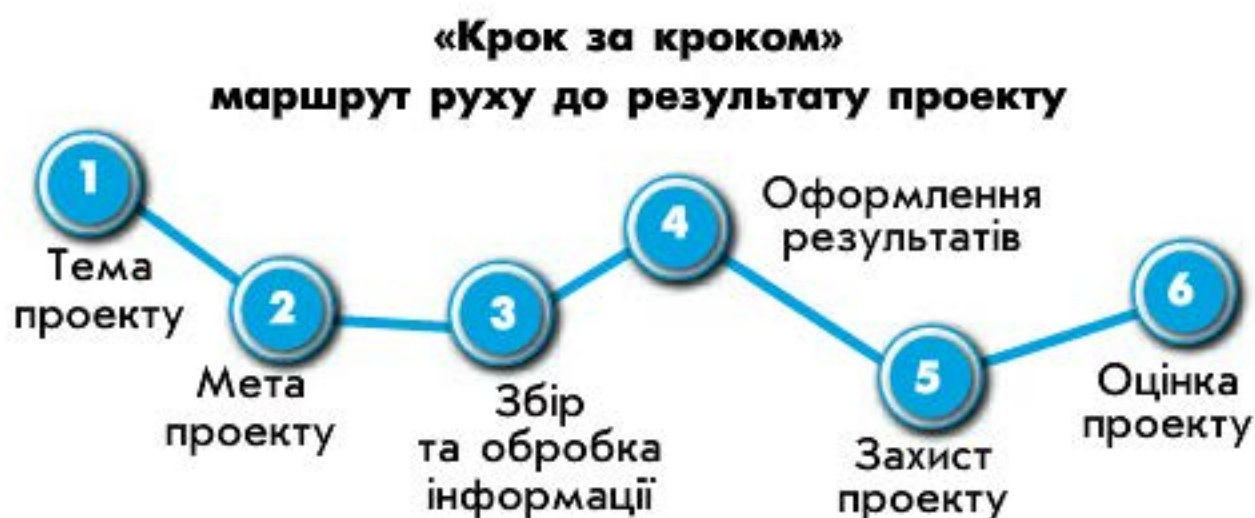 «Крок за кроком»
маршрут руху до результату проекту
1
Тема
проекту
2
Мета
проекту
3
Збір
та обробка
інформації
4
Оформлення
результатів
5
Захист
проекту
6
Оцінка
проекту